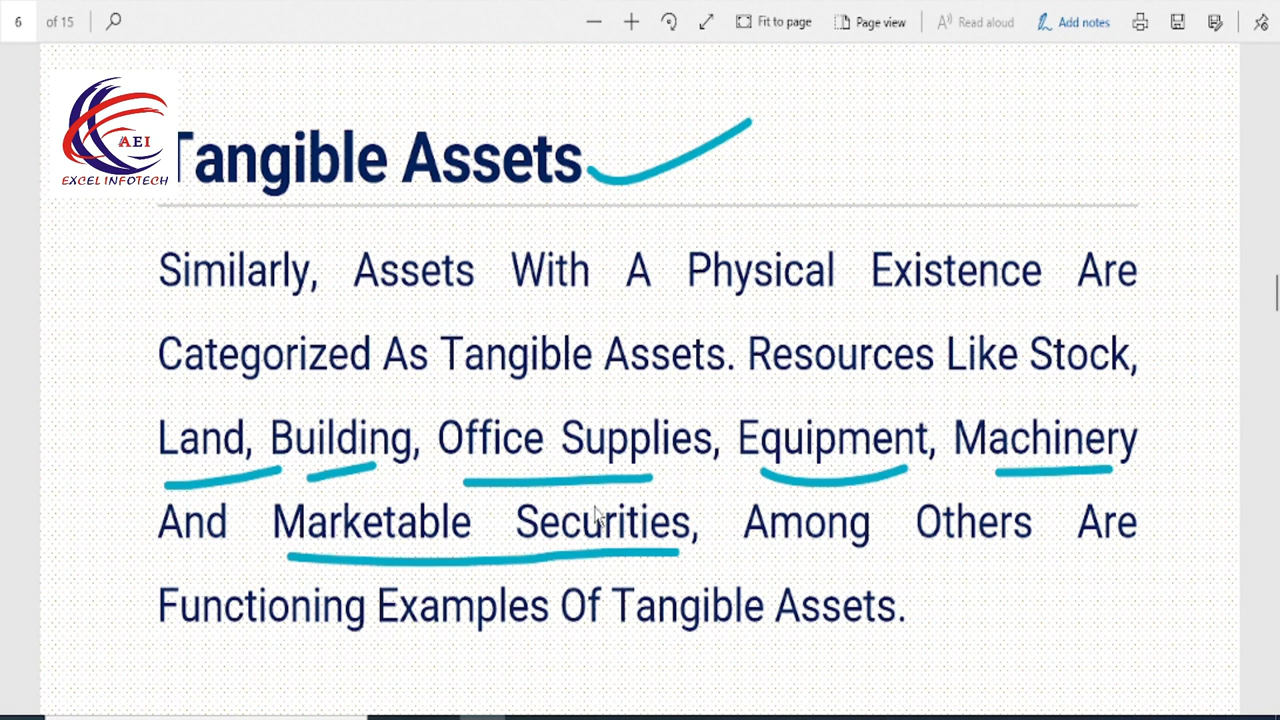 6 of 15 Fit to page Page view Read aloud Add notes
AEI
EXCEL INFOTECH
Tangible Assets
Similarly, Assets With A Physical Existence Are
Categorized As Tangible Assets. Resources Like Stock,
Land, Building, Office Supplies, Equipment, Machinery
And Marketable Securities, Among Others Are
Functioning Examples Of Tangible Assets.